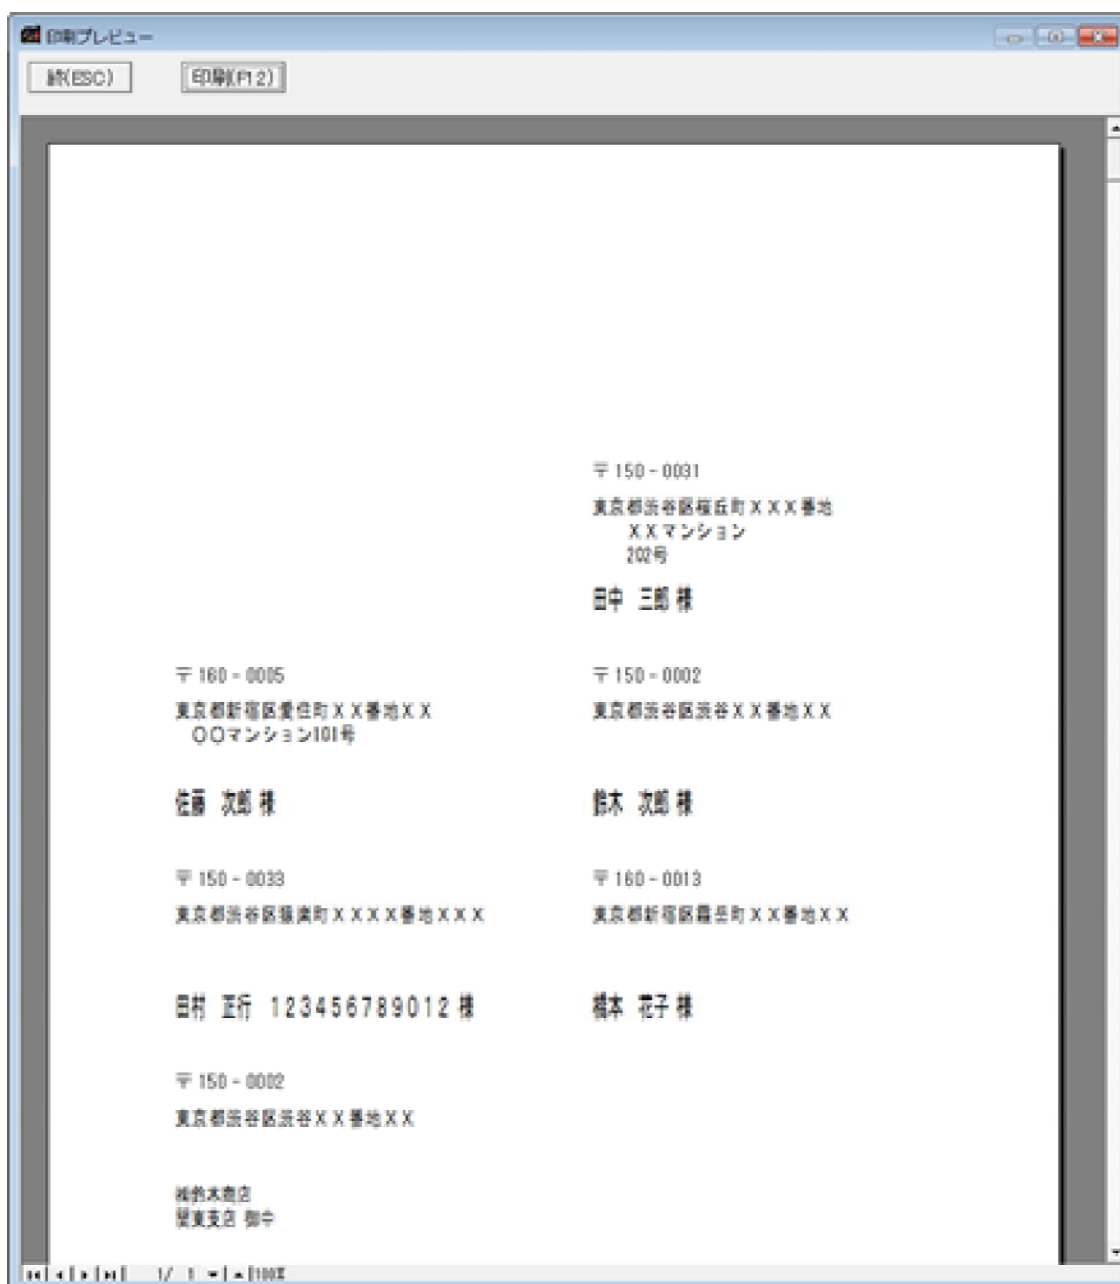 印刷プレビュー
終(ESC)
印刷(F12)
〒150-0031
東京都渋谷区桜丘町XXX番地
XXマンション
202号
田中 三郎 様
〒160-0005
東京都新宿区愛住町XX番地XX
〇〇マンション101号
佐藤 次郎 様
〒150-0002
東京都渋谷区渋谷XX番地XX
鈴木 次郎 様
〒150-0033
東京都渋谷区猿楽町XXXX番地XXX
田村 正行 123456789012 様
〒160-0013
東京都新宿区霞岳町XX番地XX
橋本 花子 様
〒150-0002
東京都渋谷区渋谷XX番地XX
㈱鈴木商店
関東支店 御中
1/ 1
100%